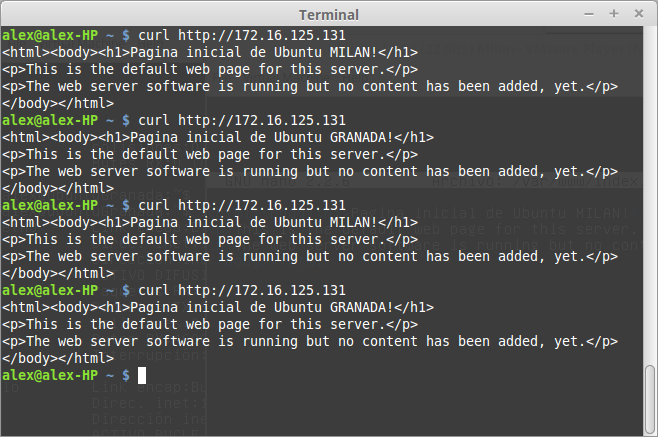 Terminal
alex@alex-HP ~ $ curl http://172.16.125.131
<html><body><h1>Pagina inicial de Ubuntu MILAN!</h1>
<p>This is the default web page for this server.</p>
<p>The web server software is running but no content has been added, yet.</p>
</body></html>
alex@alex-HP ~ $ curl http://172.16.125.131
<html><body><h1>Pagina inicial de Ubuntu GRANADA!</h1>
<p>This is the default web page for this server.</p>
<p>The web server software is running but no content has been added, yet.</p>
</body></html>
alex@alex-HP ~ $ curl http://172.16.125.131
<html><body><h1>Pagina inicial de Ubuntu MILAN!</h1>
<p>This is the default web page for this server.</p>
<p>The web server software is running but no content has been added, yet.</p>
</body></html>
alex@alex-HP ~ $ curl http://172.16.125.131
<html><body><h1>Pagina inicial de Ubuntu GRANADA!</h1>
<p>This is the default web page for this server.</p>
<p>The web server software is running but no content has been added, yet.</p>
</body></html>
alex@alex-HP ~ $